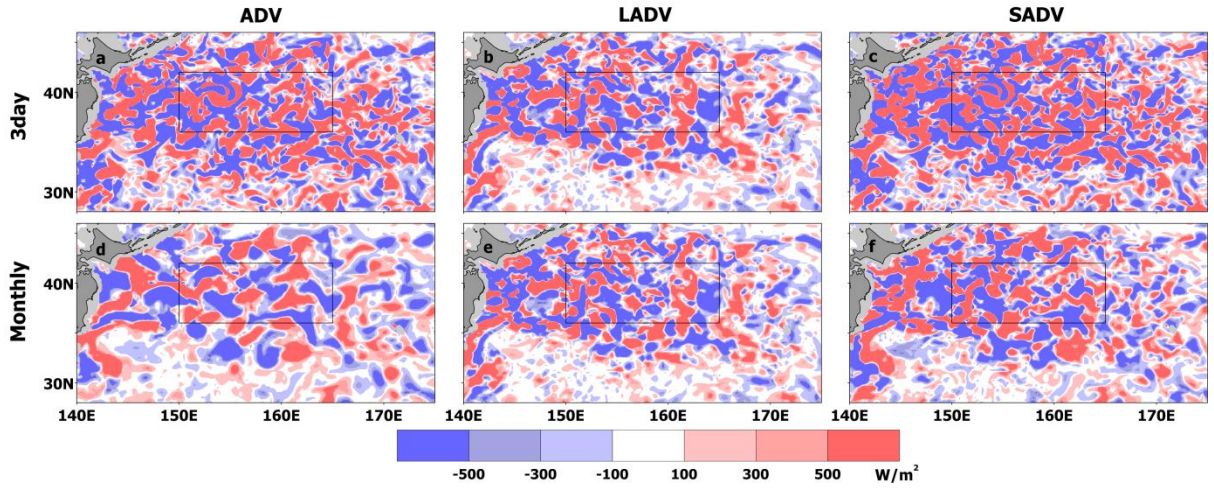 ADV LADV SADV
3day
a b c
40N
30N
Monthly
d e f
40N
30N
140E 150E 160E 170E 140E 150E 160E 170E 140E 150E 160E 170E
-500 -300 -100 100 300 500 W/m²